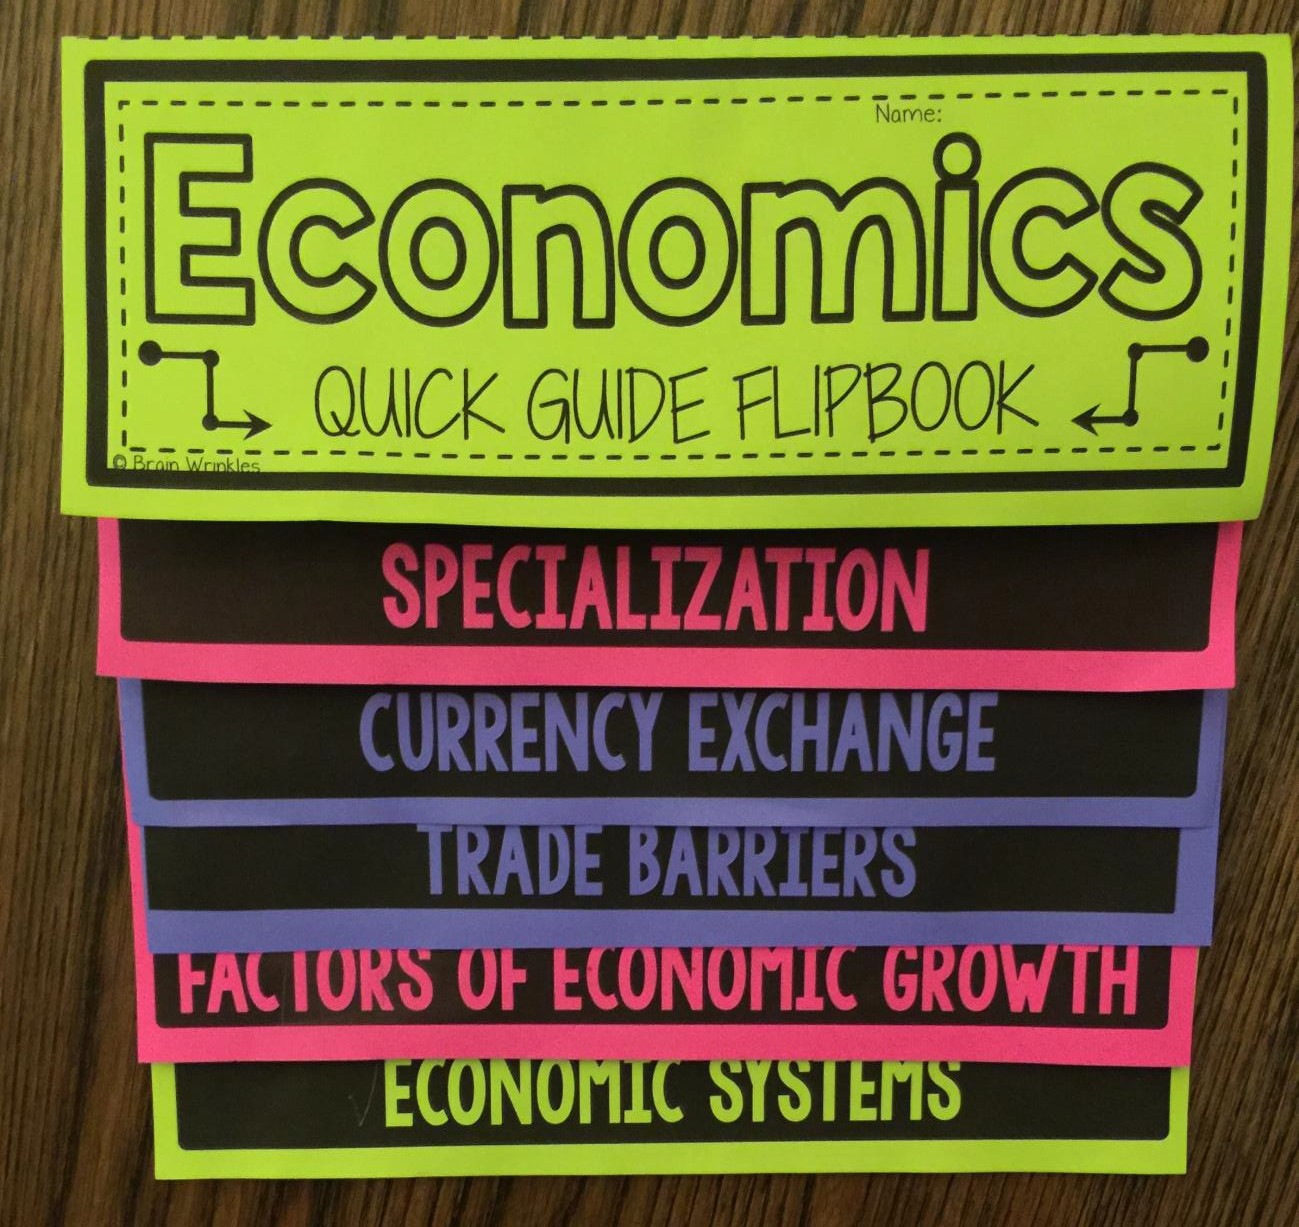 Name:
Economics
QUICK GUIDE FLIPBOOK
© Brain Wrinkles
SPECIALIZATION
CURRENCY EXCHANGE
TRADE BARRIERS
FACTORS OF ECONOMIC GROWTH
ECONOMIC SYSTEMS